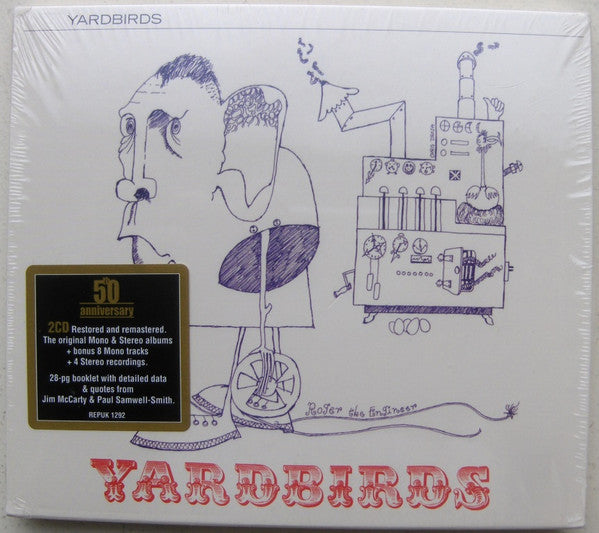 YARDBIRDS
50
th
anniversary
2CD Restored and remastered.
The original Mono & Stereo albums
+ bonus 8 Mono tracks
+ 4 Stereo recordings.
28-pg booklet with detailed data
& quotes from
Jim McCarty & Paul Samwell-Smith.
REPUK 1292
Roger the Engineer
YARDBIRDS